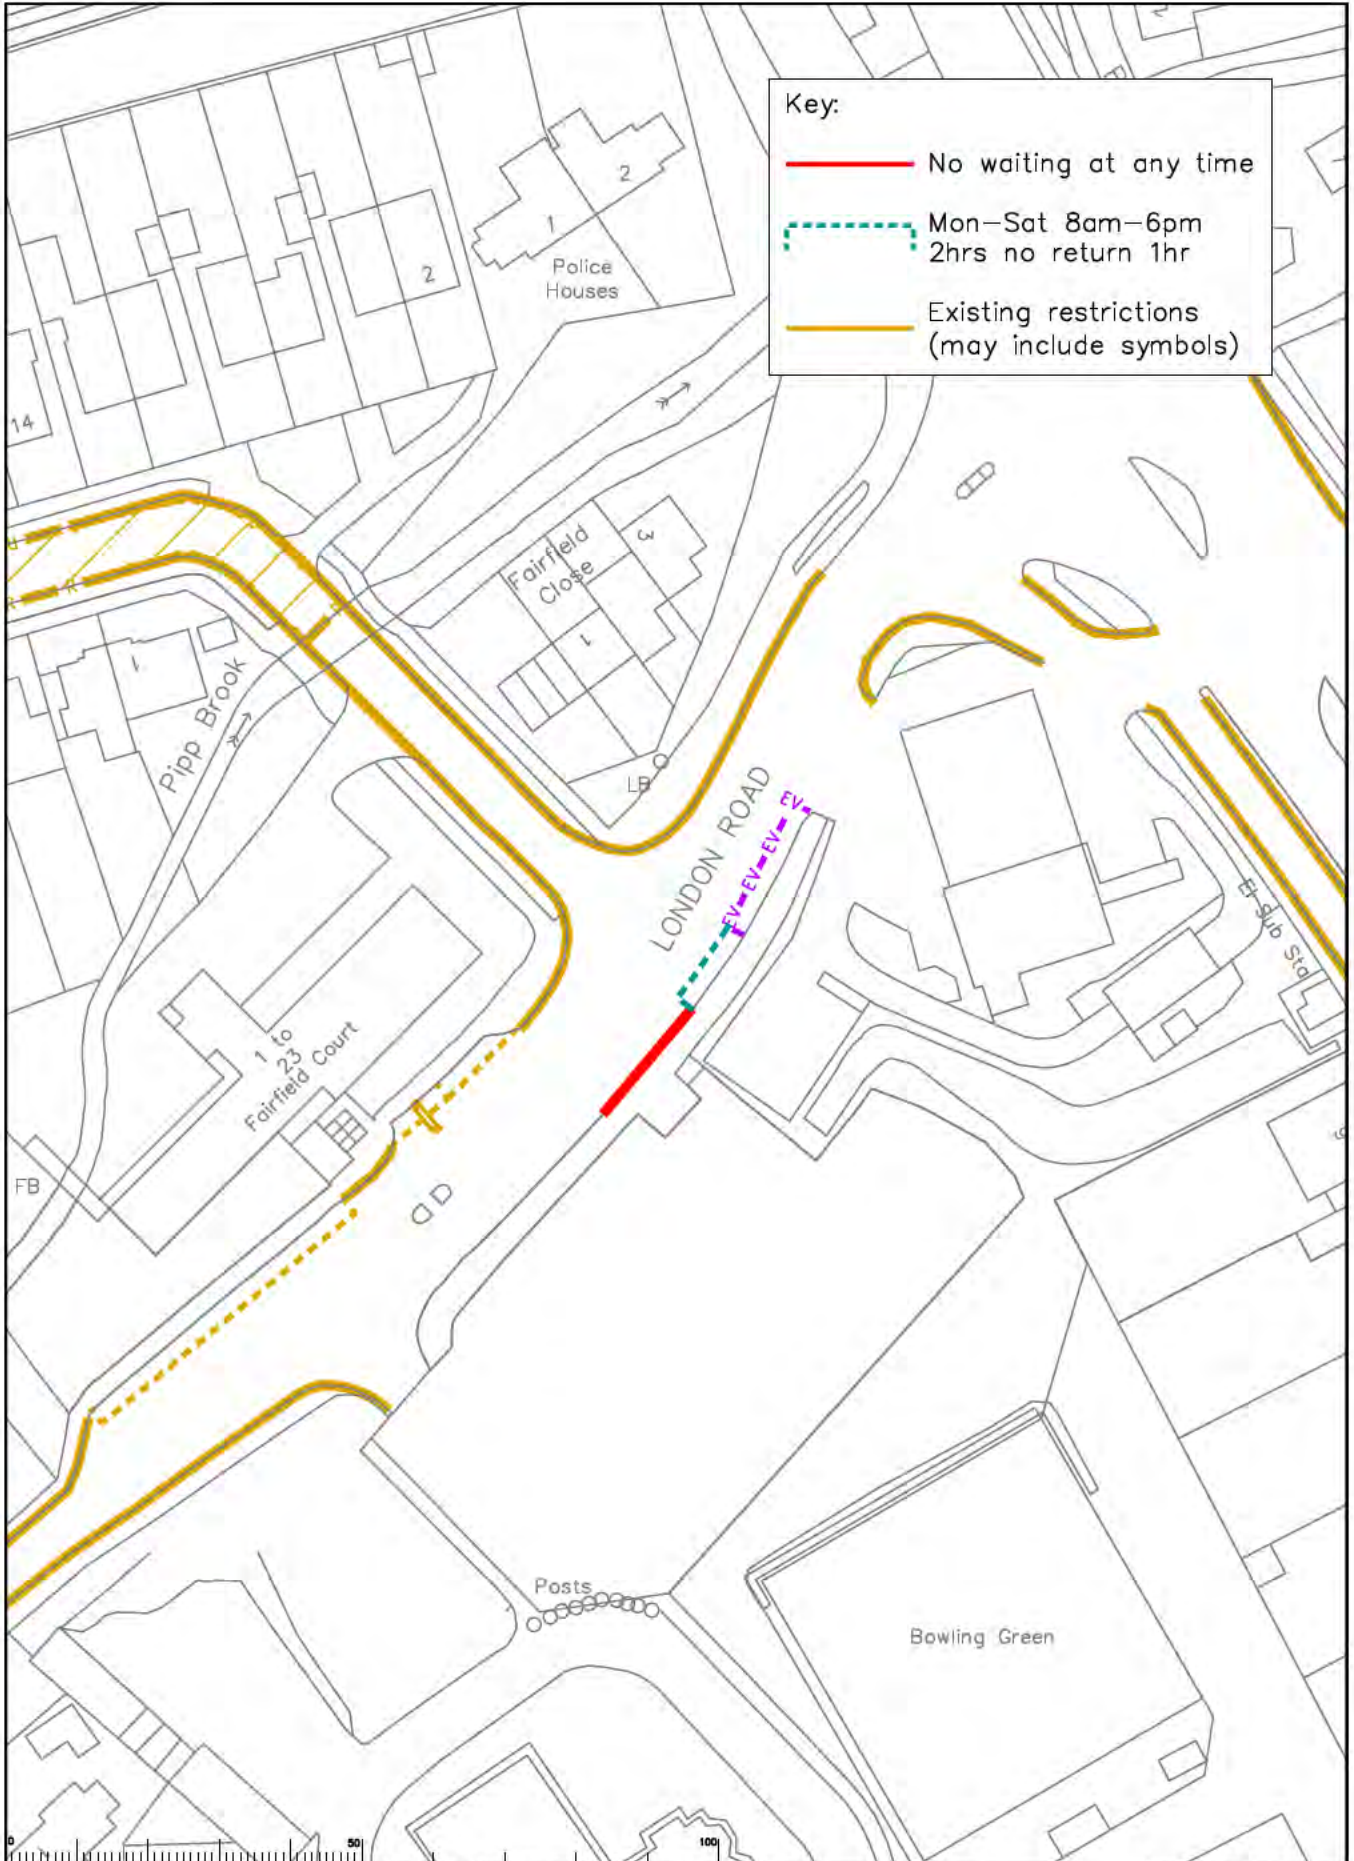 Key:
No waiting at any time
Mon-Sat 8am-6pm
2hrs no return 1hr
Existing restrictions
(may include symbols)
2
1
Police
Houses
2
14
Fairfield
Close
3
1
1
Pipp Brook
LB
LONDON ROAD
EV
EV
EV
EV
El Sub Sta
1 to
23
Fairfield Court
FB
9
Posts
Bowling Green
0
50
100